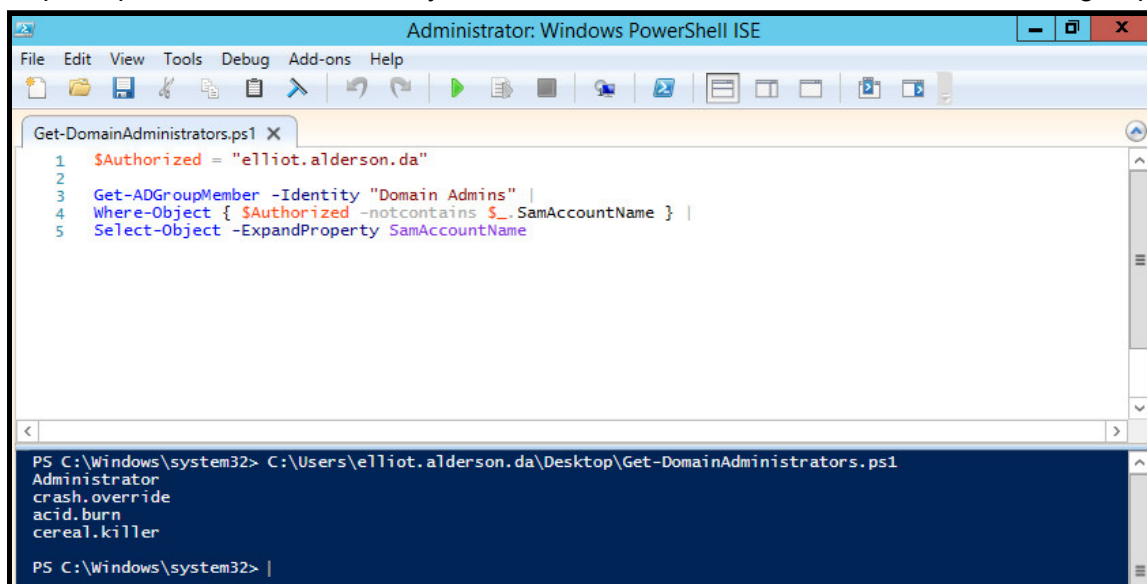 Administrator: Windows PowerShell ISE
File Edit View Tools Debug Add-ons Help
Get-DomainAdministrators.ps1 X
1 $Authorized = "elliot.alderson.da"
2
3 Get-ADGroupMember -Identity "Domain Admins" |
4 Where-Object { $Authorized -notcontains $_.SamAccountName } |
5 Select-Object -ExpandProperty SamAccountName
PS C:\Windows\system32> C:\Users\elliot.alderson.da\Desktop\Get-DomainAdministrators.ps1
Administrator
crash.override
acid.burn
cereal.killer
PS C:\Windows\system32>